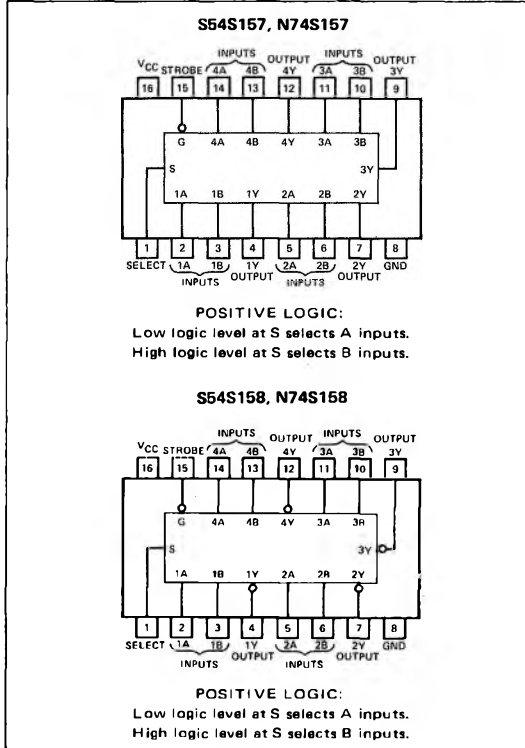 S54S157, N74S157
INPUTS INPUTS
VCC STROBE 4A 4B OUTPUT 4Y 3A 3B OUTPUT 3Y
16 15 14 13 12 11 10 9
G 4A 4B 4Y 3A 3B
S 3Y
1A 1B 1Y 2A 2B 2Y
1 2 3 4 5 6 7 8
SELECT 1A 1B 1Y 2A 2B 2Y GND
INPUTS OUTPUT INPUTS OUTPUT
POSITIVE LOGIC:
Low logic level at S selects A inputs.
High logic level at S selects B inputs.
S54S158, N74S158
INPUTS INPUTS
VCC STROBE 4A 4B OUTPUT 4Y 3A 3B OUTPUT 3Y
16 15 14 13 12 11 10 9
G 4A 4B 4Y 3A 3B
S 3Y
1A 1B 1Y 2A 2B 2Y
1 2 3 4 5 6 7 8
SELECT 1A 1B 1Y 2A 2B 2Y GND
INPUTS OUTPUT INPUTS OUTPUT
POSITIVE LOGIC:
Low logic level at S selects A inputs.
High logic level at S selects B inputs.